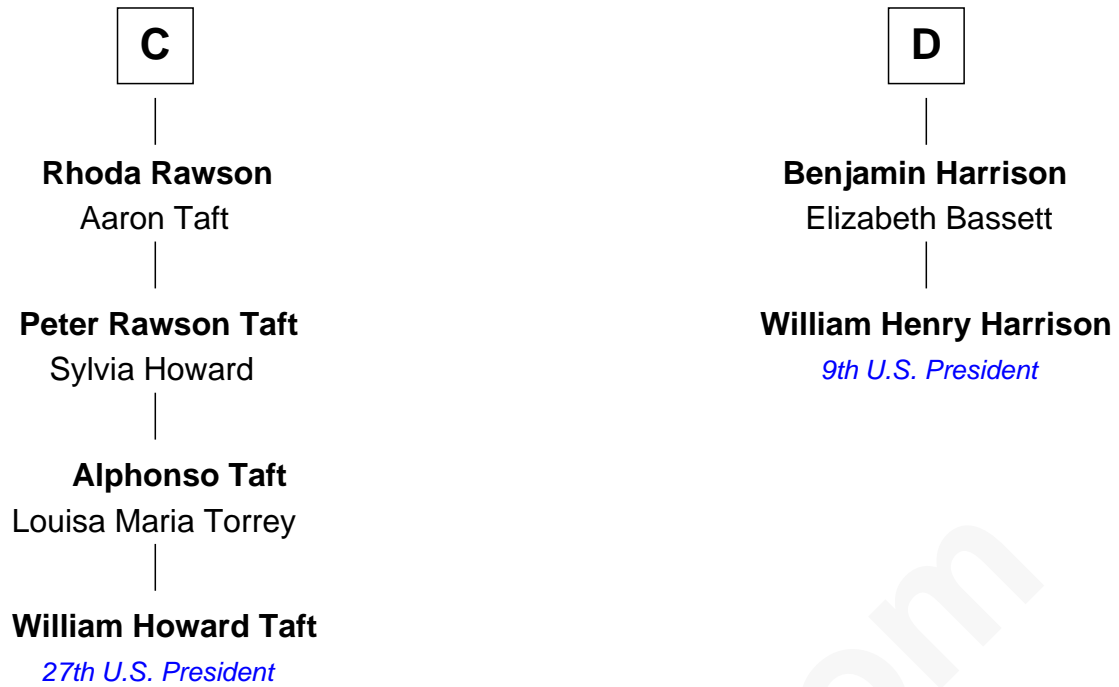 C
Rhoda Rawson
Aaron Taft
Peter Rawson Taft
Sylvia Howard
Alphonso Taft
Louisa Maria Torrey
William Howard Taft
27th U.S. President
D
Benjamin Harrison
Elizabeth Bassett
William Henry Harrison
9th U.S. President
om